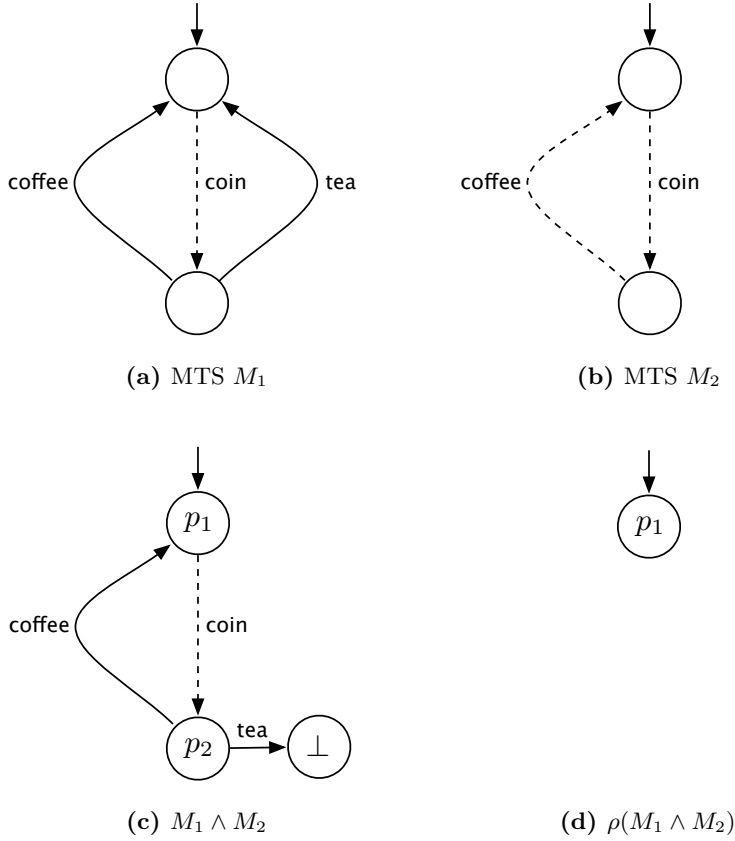 coffee coin tea
coffee coin
(a) MTS M₁
(b) MTS M₂
p₁
p₁
coffee coin
tea
p₂ ⊥
(c) M₁ ∧ M₂
(d) ρ(M₁ ∧ M₂)